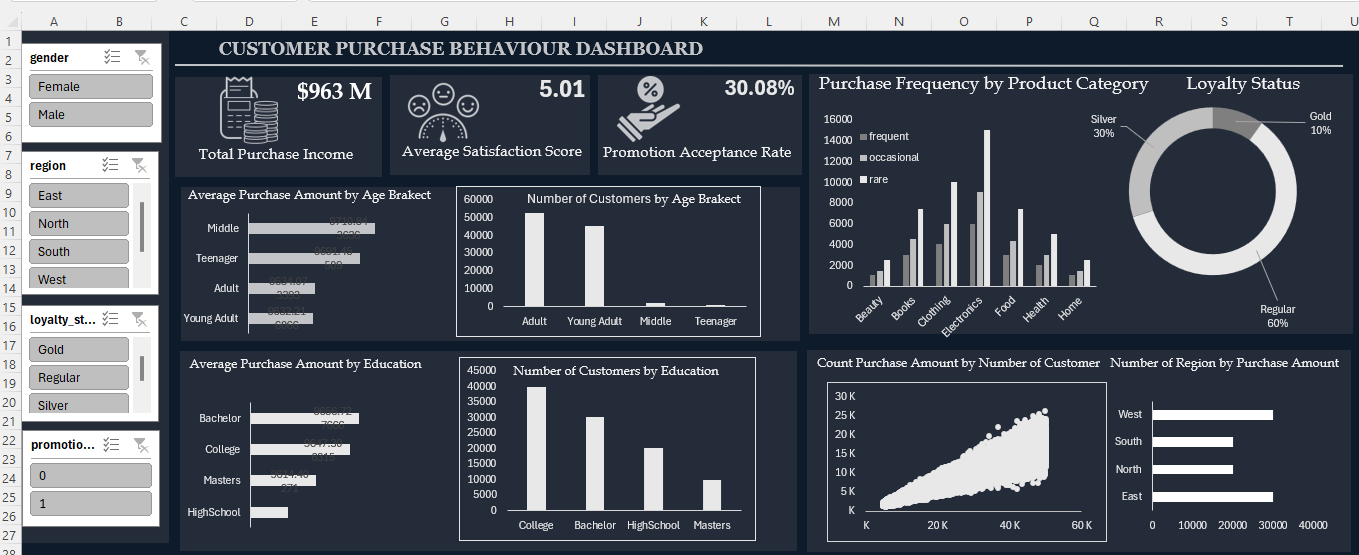 A B C D E F G H I J K L M N O P Q R S T U
1
2
3
4
5
6
7
8
9
10
11
12
13
14
15
16
17
18
19
20
21
22
23
24
25
26
27
28
CUSTOMER PURCHASE BEHAVIOUR DASHBOARD
gender
Female
Male
region
East
North
South
West
loyalty_st...
Gold
Regular
Silver
promotio...
0
1
$963 M
Total Purchase Income
5.01
Average Satisfaction Score
30.08%
Promotion Acceptance Rate
Purchase Frequency by Product Category
16000
14000
12000
10000
8000
6000
4000
2000
0
frequent
occasional
rare
Beauty
Books
Clothing
Electronics
Food
Health
Home
Loyalty Status
Silver
30%
Gold
10%
Regular
60%
Average Purchase Amount by Age Brakect
Middle
Teenager
Adult
Young Adult
Number of Customers by Age Brakect
60000
50000
40000
30000
20000
10000
0
Adult Young Adult Middle Teenager
Average Purchase Amount by Education
Bachelor
College
Masters
HighSchool
Number of Customers by Education
45000
40000
35000
30000
25000
20000
15000
10000
5000
0
College Bachelor HighSchool Masters
Count Purchase Amount by Number of Customer
30 K
25 K
20 K
15 K
10 K
5 K
K
K 20 K 40 K 60 K
Number of Region by Purchase Amount
West
South
North
East
0 10000 20000 30000 40000